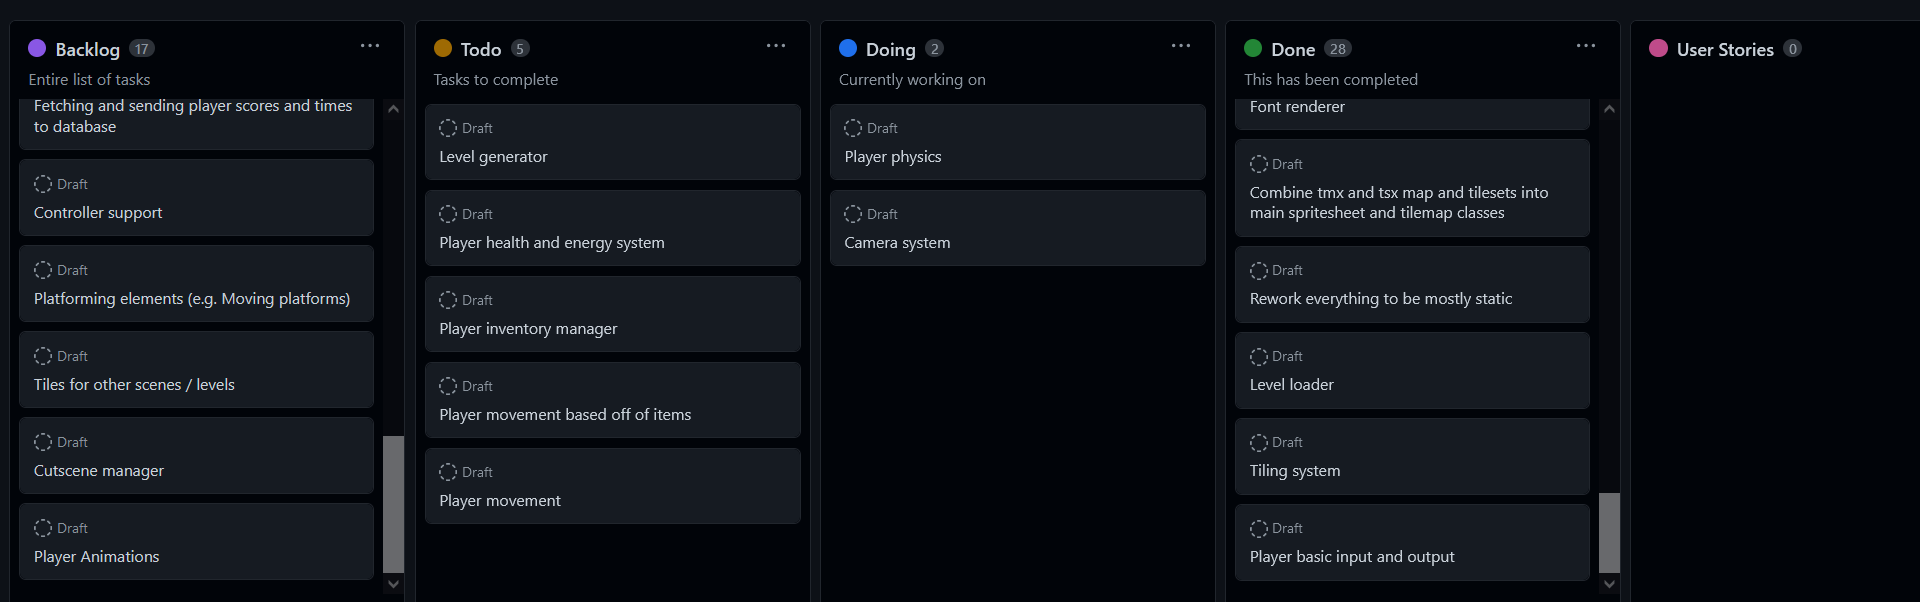 Backlog 17
Entire list of tasks
Fetching and sending player scores and times
to database
Draft
Controller support
Draft
Platforming elements (e.g. Moving platforms)
Draft
Tiles for other scenes / levels
Draft
Cutscene manager
Draft
Player Animations
Todo 5
Tasks to complete
Draft
Level generator
Draft
Player health and energy system
Draft
Player inventory manager
Draft
Player movement based off of items
Draft
Player movement
Doing 2
Currently working on
Draft
Player physics
Draft
Camera system
Done 28
This has been completed
Font renderer
Draft
Combine tmx and tsx map and tilesets into
main spritesheet and tilemap classes
Draft
Rework everything to be mostly static
Draft
Level loader
Draft
Tiling system
Draft
Player basic input and output
User Stories 0